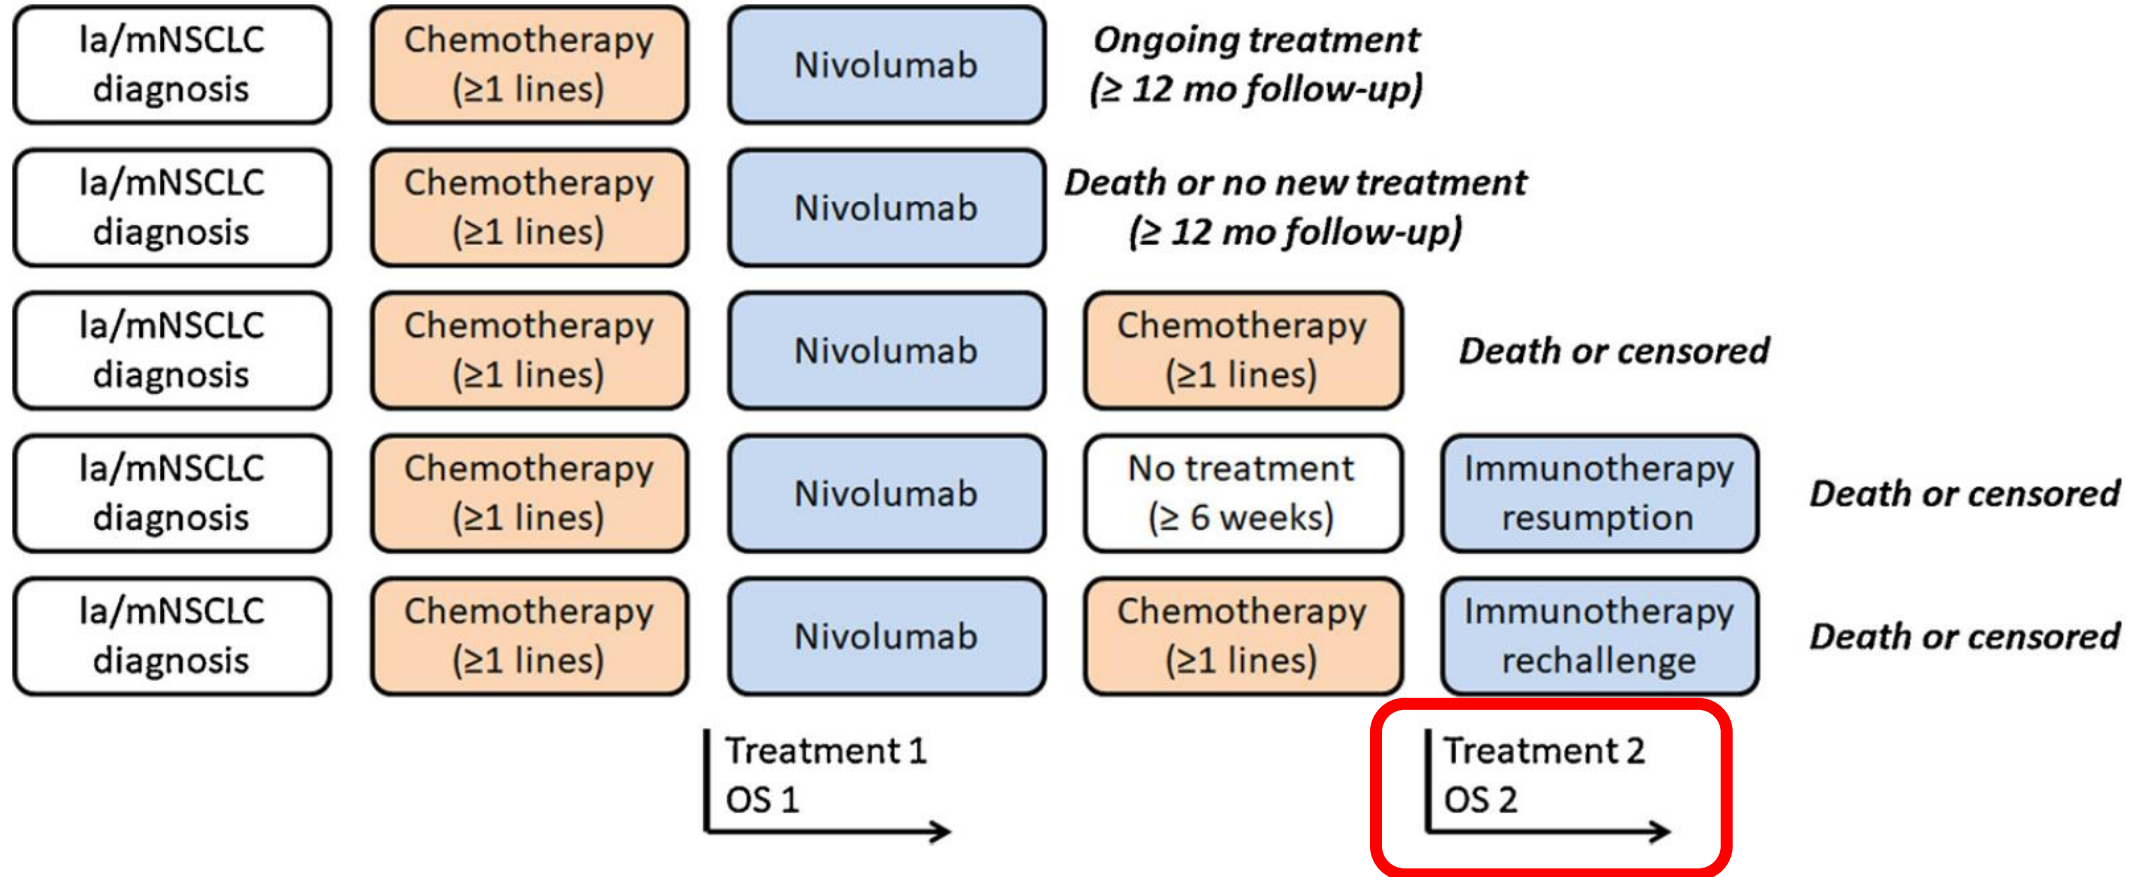 la/mNSCLC
diagnosis
Chemotherapy
(≥1 lines)
Nivolumab
Ongoing treatment
(≥ 12 mo follow-up)
la/mNSCLC
diagnosis
Chemotherapy
(≥1 lines)
Nivolumab
Death or no new treatment
(≥ 12 mo follow-up)
la/mNSCLC
diagnosis
Chemotherapy
(≥1 lines)
Nivolumab
Chemotherapy
(≥1 lines)
Death or censored
la/mNSCLC
diagnosis
Chemotherapy
(≥1 lines)
Nivolumab
No treatment
(≥ 6 weeks)
Immunotherapy
resumption
Death or censored
la/mNSCLC
diagnosis
Chemotherapy
(≥1 lines)
Nivolumab
Chemotherapy
(≥1 lines)
Immunotherapy
rechallenge
Death or censored
Treatment 1
OS 1
Treatment 2
OS 2